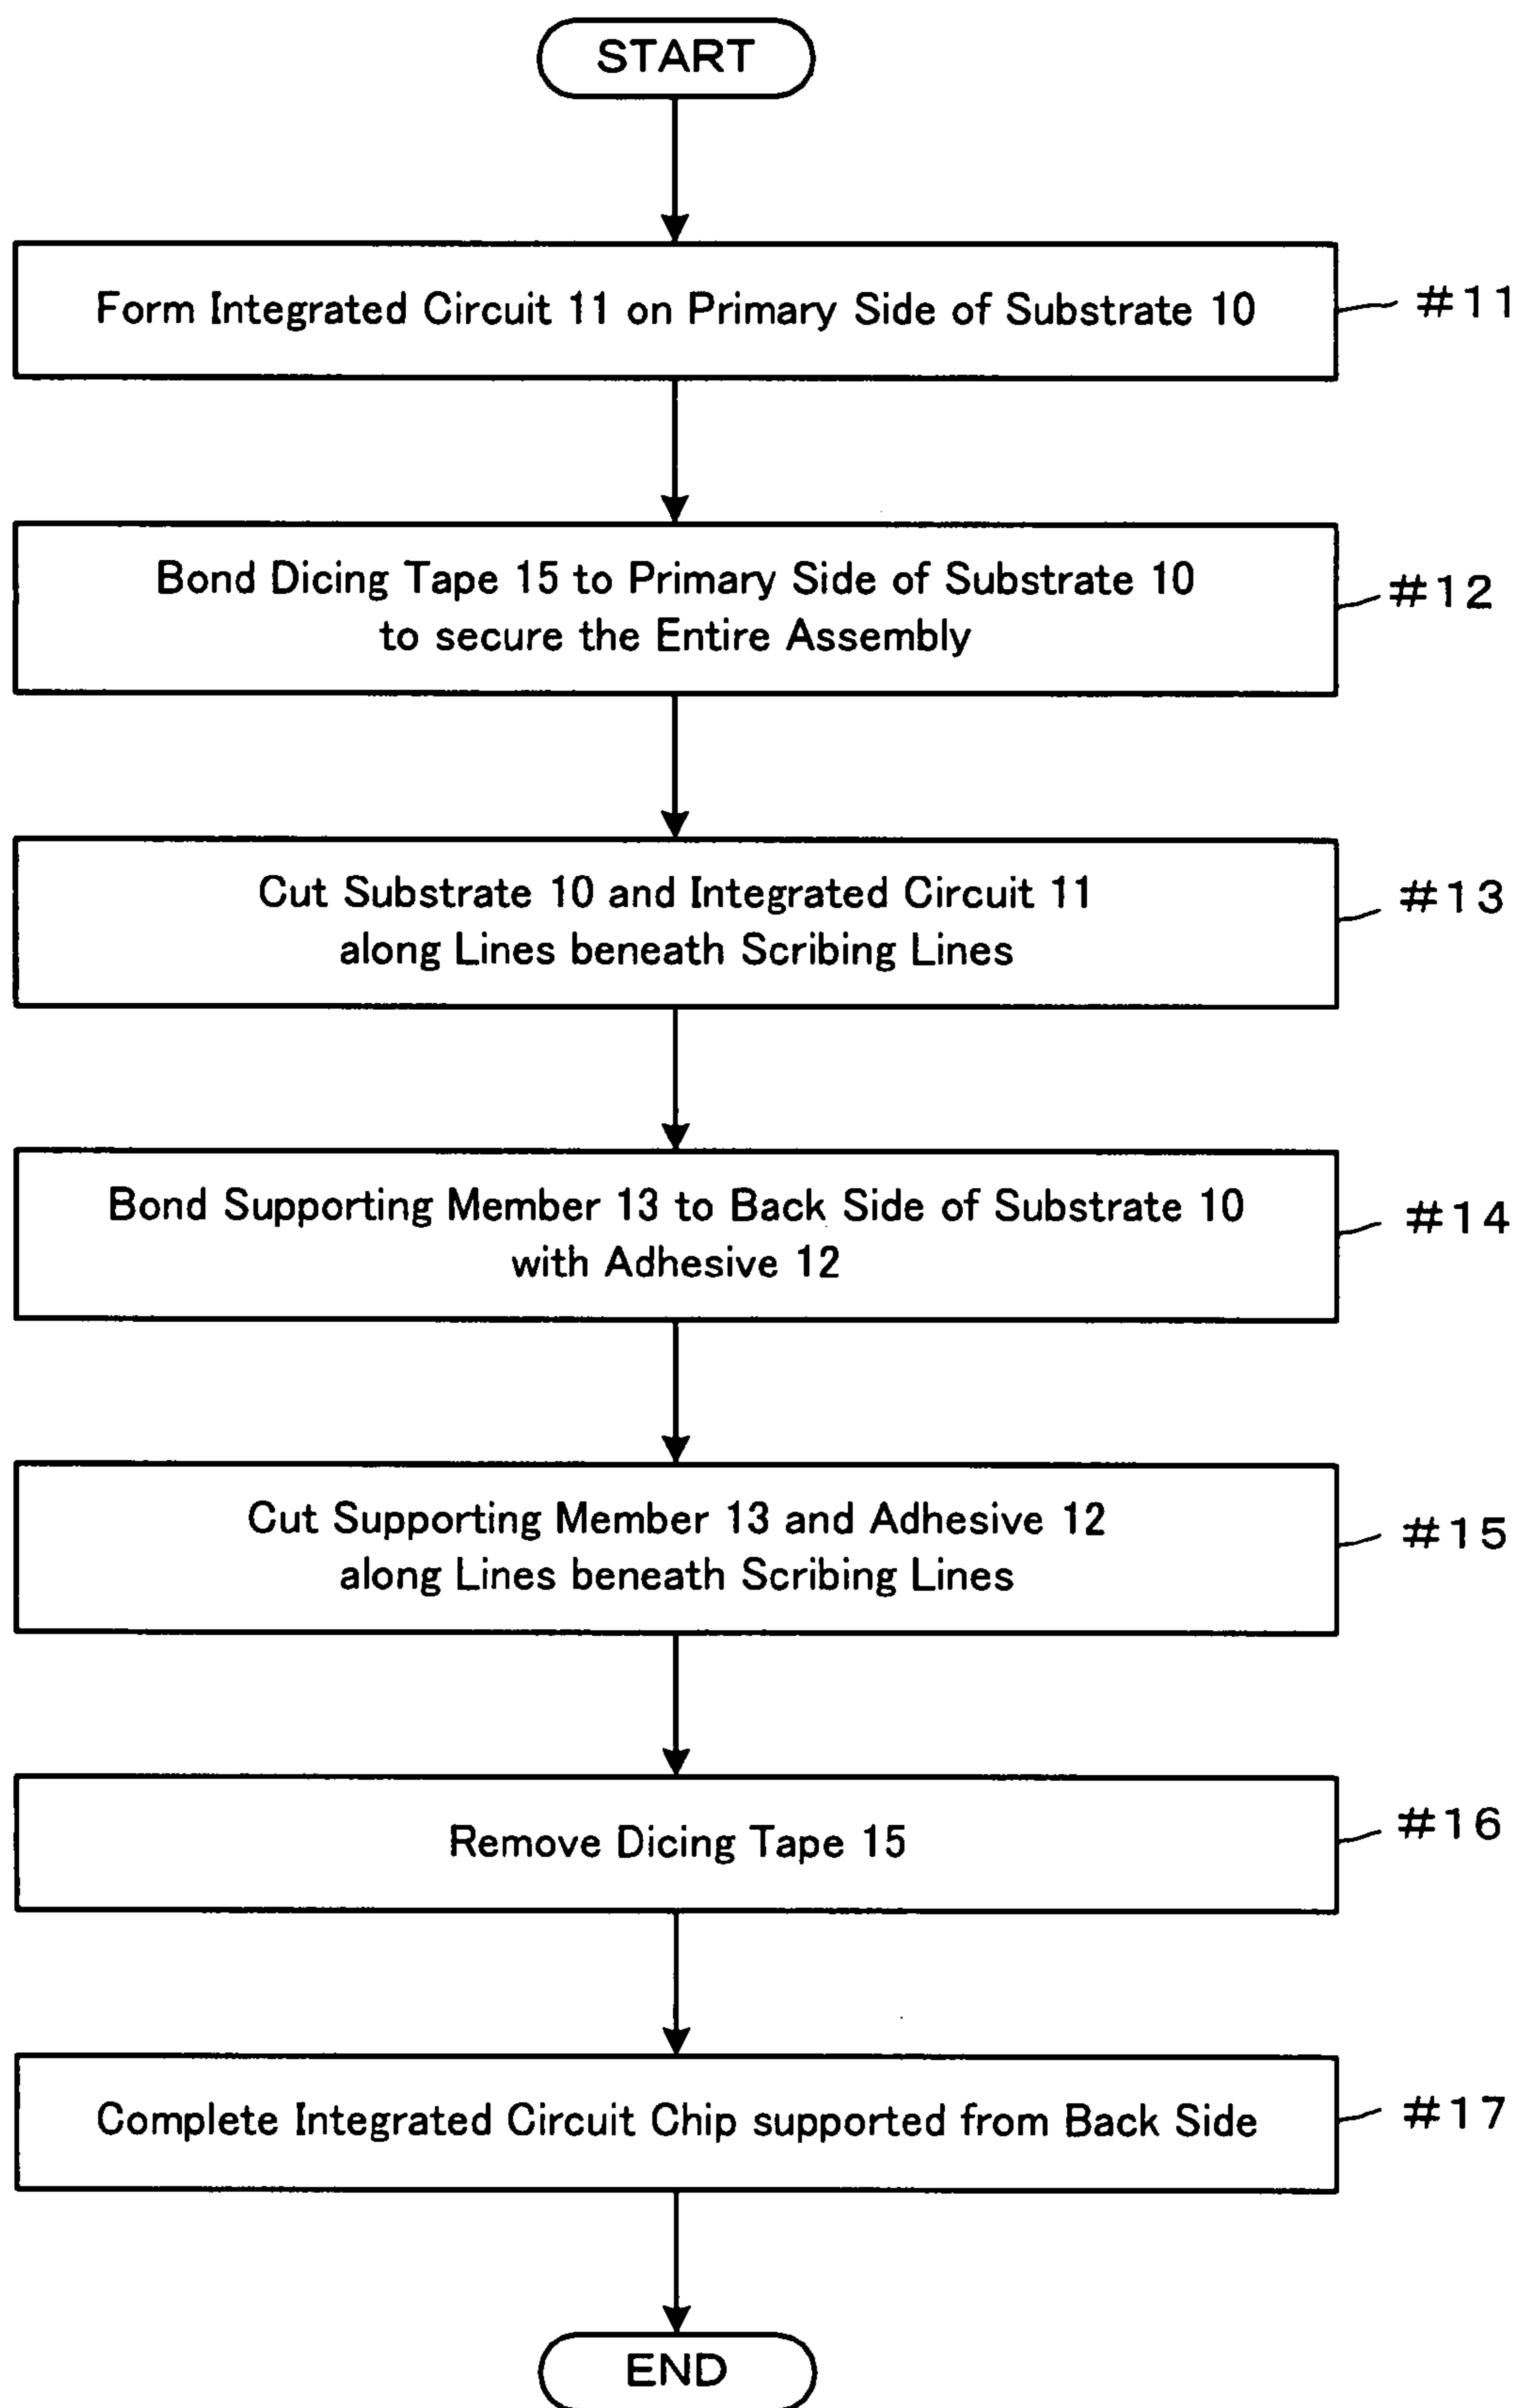 START
Form Integrated Circuit 11 on Primary Side of Substrate 10
#11
Bond Dicing Tape 15 to Primary Side of Substrate 10
to secure the Entire Assembly
#12
Cut Substrate 10 and Integrated Circuit 11
along Lines beneath Scribing Lines
#13
Bond Supporting Member 13 to Back Side of Substrate 10
with Adhesive 12
#14
Cut Supporting Member 13 and Adhesive 12
along Lines beneath Scribing Lines
#15
Remove Dicing Tape 15
#16
Complete Integrated Circuit Chip supported from Back Side
#17
END